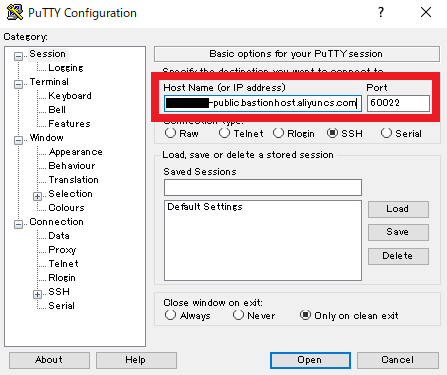 PuTTY Configuration
Category:
Session
Logging
Terminal
Keyboard
Bell
Features
Window
Appearance
Behaviour
Translation
Selection
Colours
Connection
Data
Proxy
Telnet
Rlogin
SSH
Serial
Basic options for your PuTTY session
Specify the destination you want to connect to
Host Name (or IP address) Port
-public.bastionhost.aliyuncs.com 60022
Connection type:
Raw Telnet Rlogin SSH Serial
Load, save or delete a stored session
Saved Sessions
Default Settings
Load
Save
Delete
Close window on exit:
Always Never Only on clean exit
About Help Open Cancel